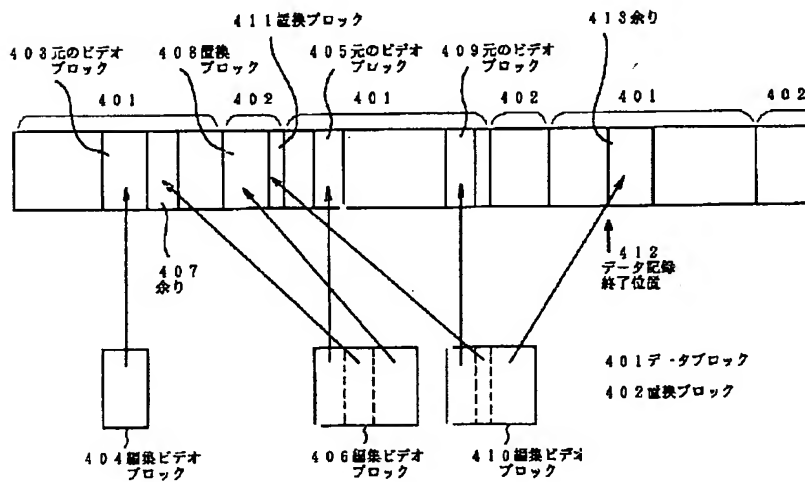 411置換ブロック
413余り
403元のビデオ
ブロック
408置換
ブロック
405元のビデオ
ブロック
409元のビデオ
ブロック
401
402
401
402
401
402
407
余り
412
データ記録
終了位置
401データブロック
402置換ブロック
404編集ビデオ
ブロック
406編集ビデオ
ブロック
410編集ビデオ
ブロック